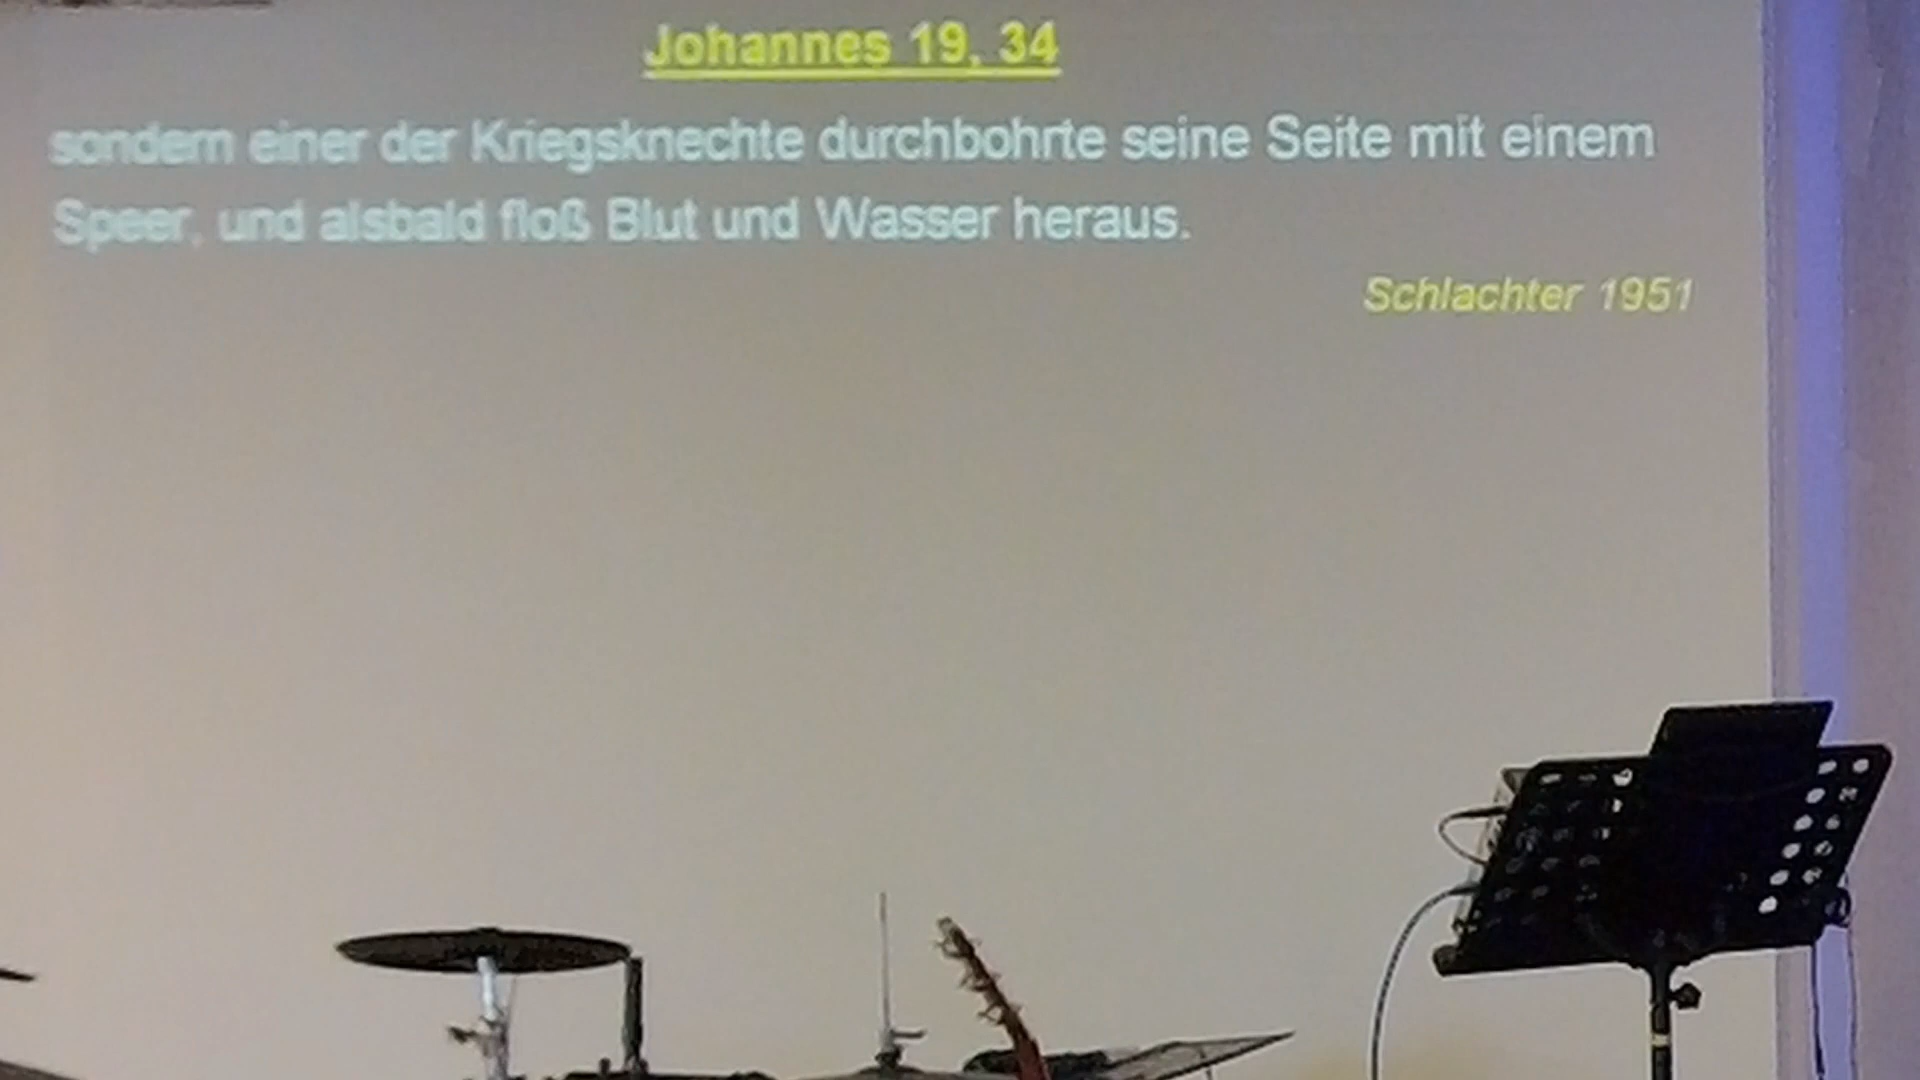 Johannes 19, 34
sondern einer der Kriegsknechte durchbohrte seine Seite mit einem
Speer, und alsbald floß Blut und Wasser heraus.
Schlachter 1951